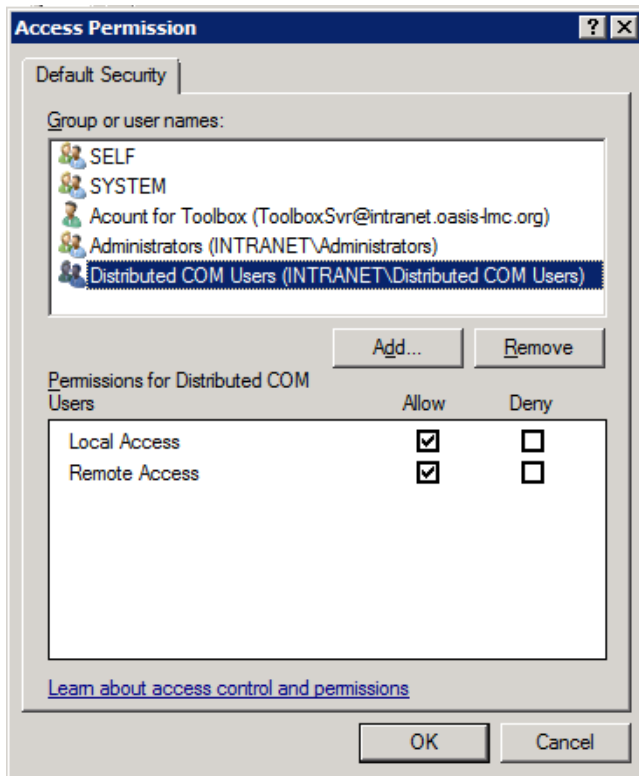 Access Permission
Default Security
Group or user names:
SELF
SYSTEM
Acount for Toolbox (ToolboxSvr@intranet.oasis-lmc.org)
Administrators (INTRANET\Administrators)
Distributed COM Users (INTRANET\Distributed COM Users)
Add... Remove
Permissions for Distributed COM
Users Allow Deny
Local Access
Remote Access
Learn about access control and permissions
OK Cancel